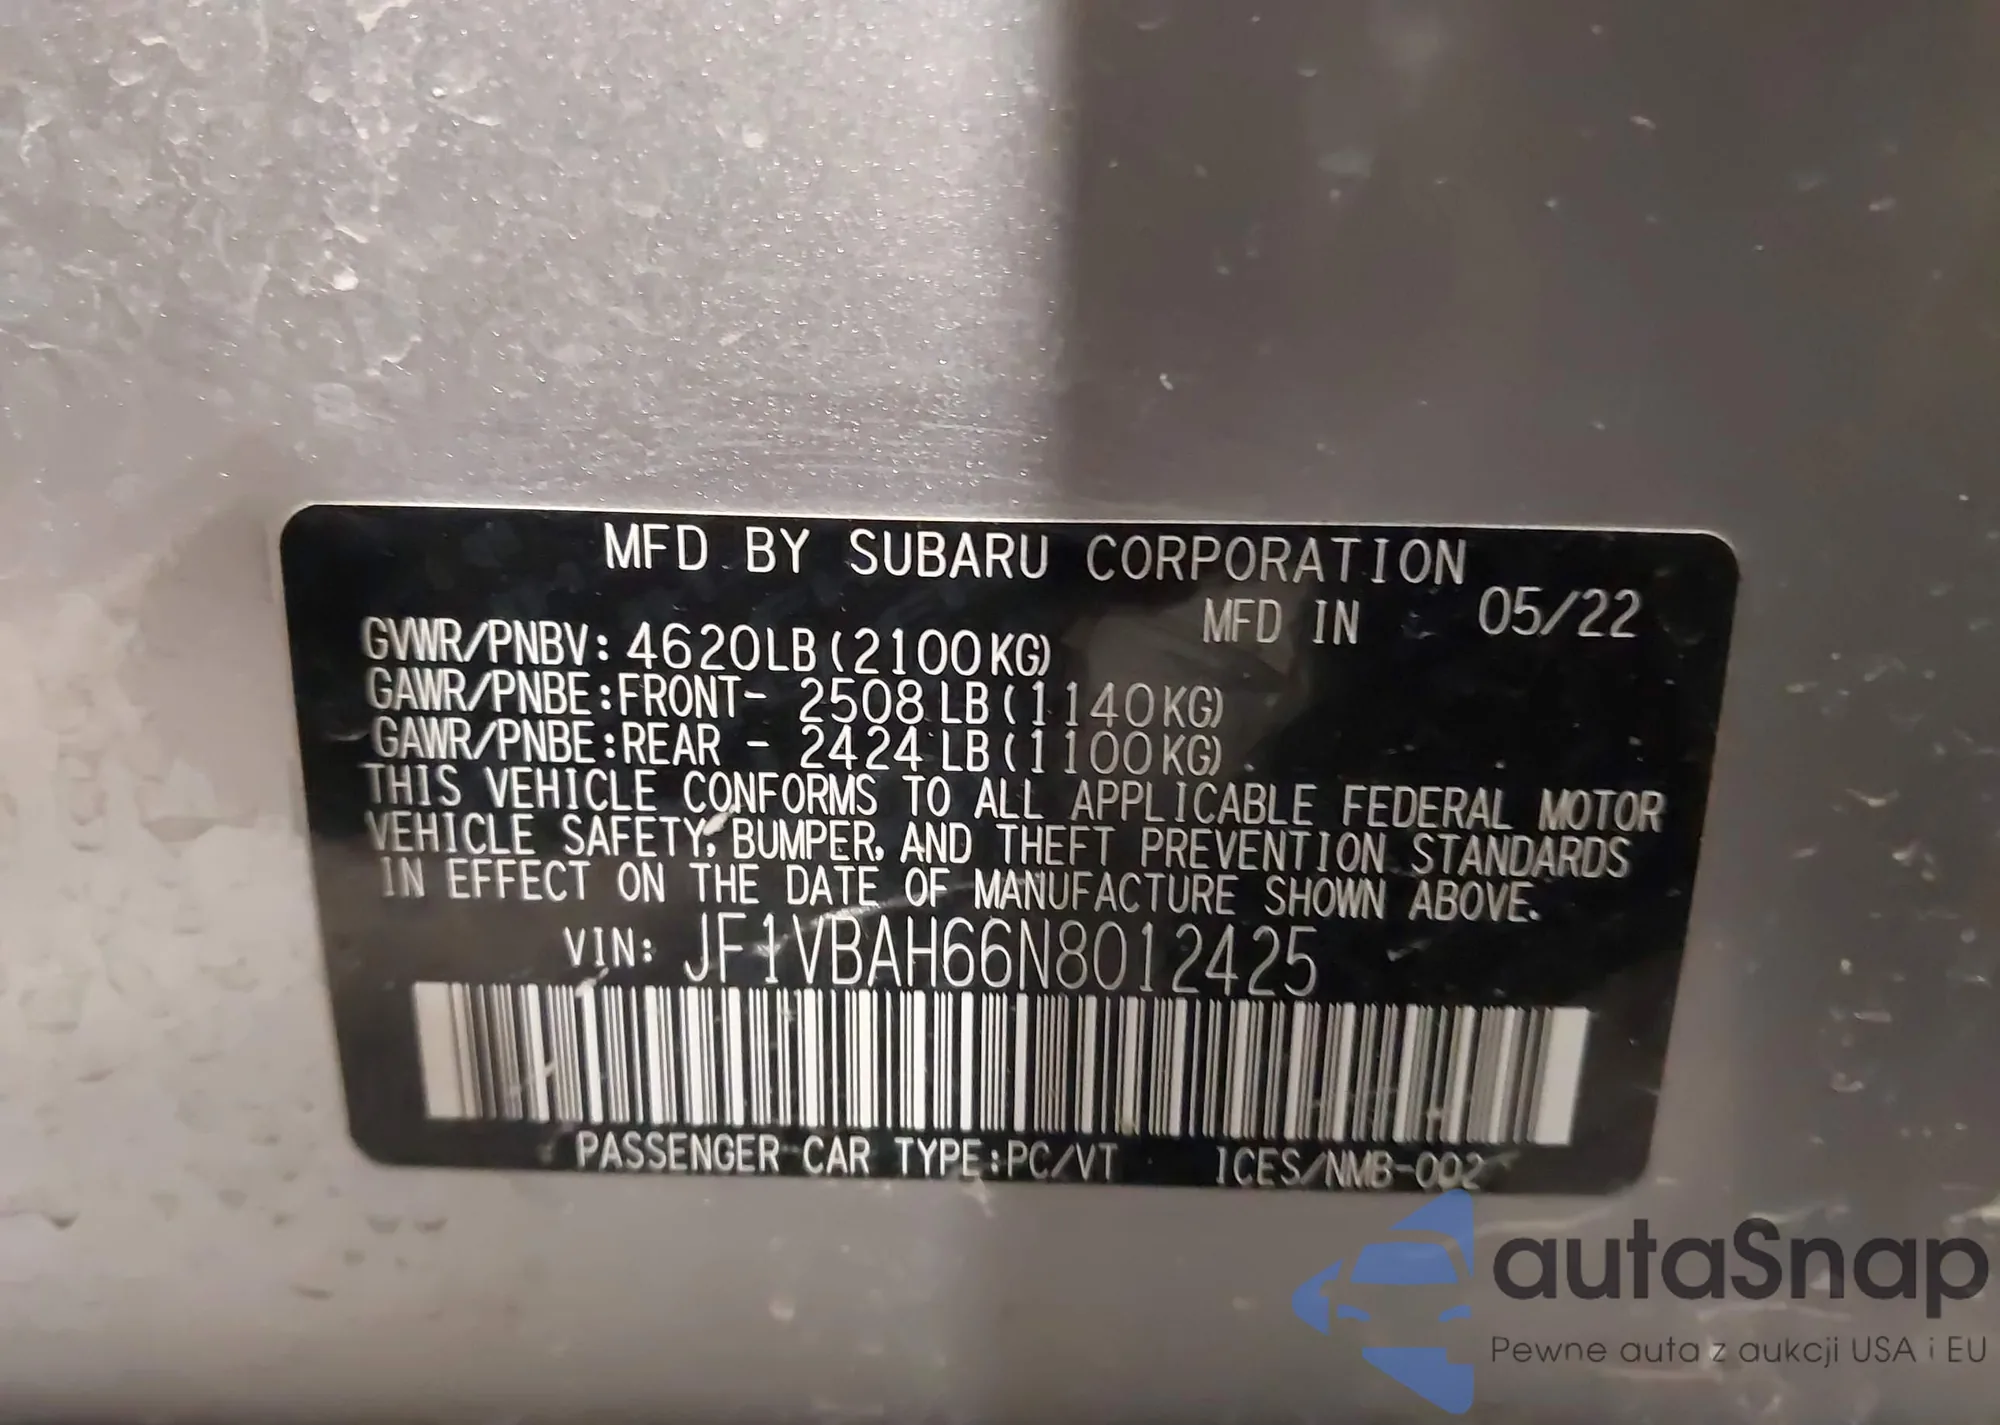 MFD BY SUBARU CORPORATION
MFD IN 05/22
GVWR/PNBV: 4620LB(2100KG)
GAWR/PNBE:FRONT- 2508LB(1140KG)
GAWR/PNBE:REAR - 2424LB(1100KG)
THIS VEHICLE CONFORMS TO ALL APPLICABLE FEDERAL MOTOR
VEHICLE SAFETY, BUMPER, AND THEFT PREVENTION STANDARDS
IN EFFECT ON THE DATE OF MANUFACTURE SHOWN ABOVE.
VIN: JF1VBAH66N8012425
PASSENGER CAR TYPE:PC/VT ICES/NMB-002
autaSnap
Pewne auta z aukcji USA i EU